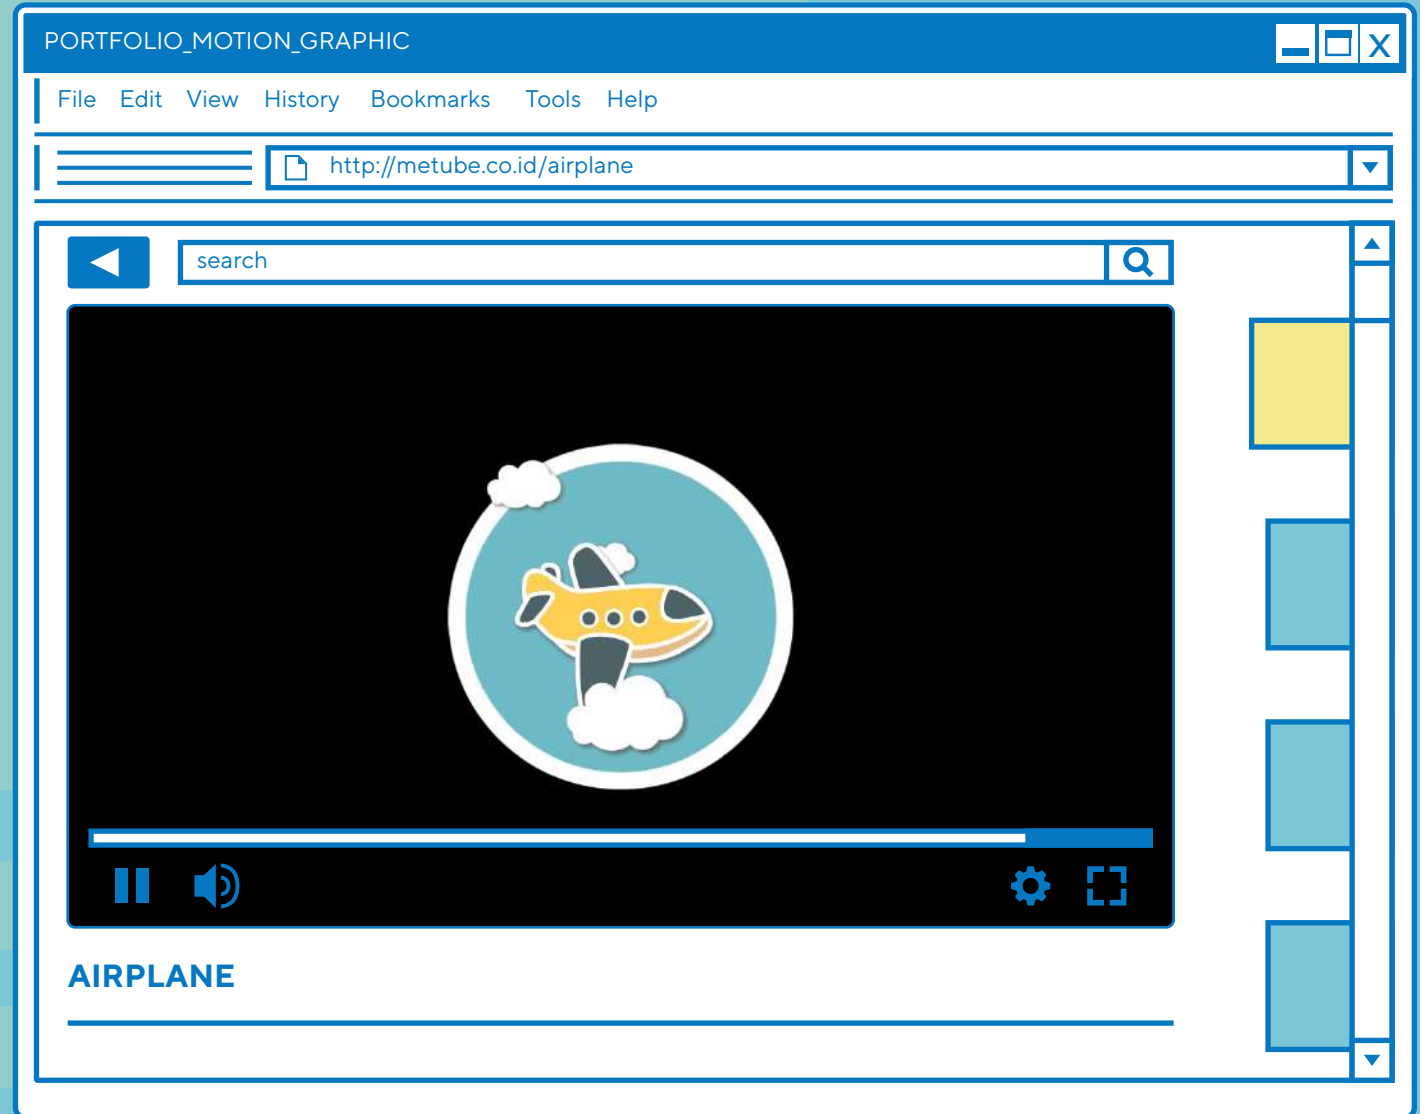 PORTFOLIO_MOTION_GRAPHIC
X
File Edit View History Bookmarks Tools Help
http://metube.co.id/airplane
search
AIRPLANE